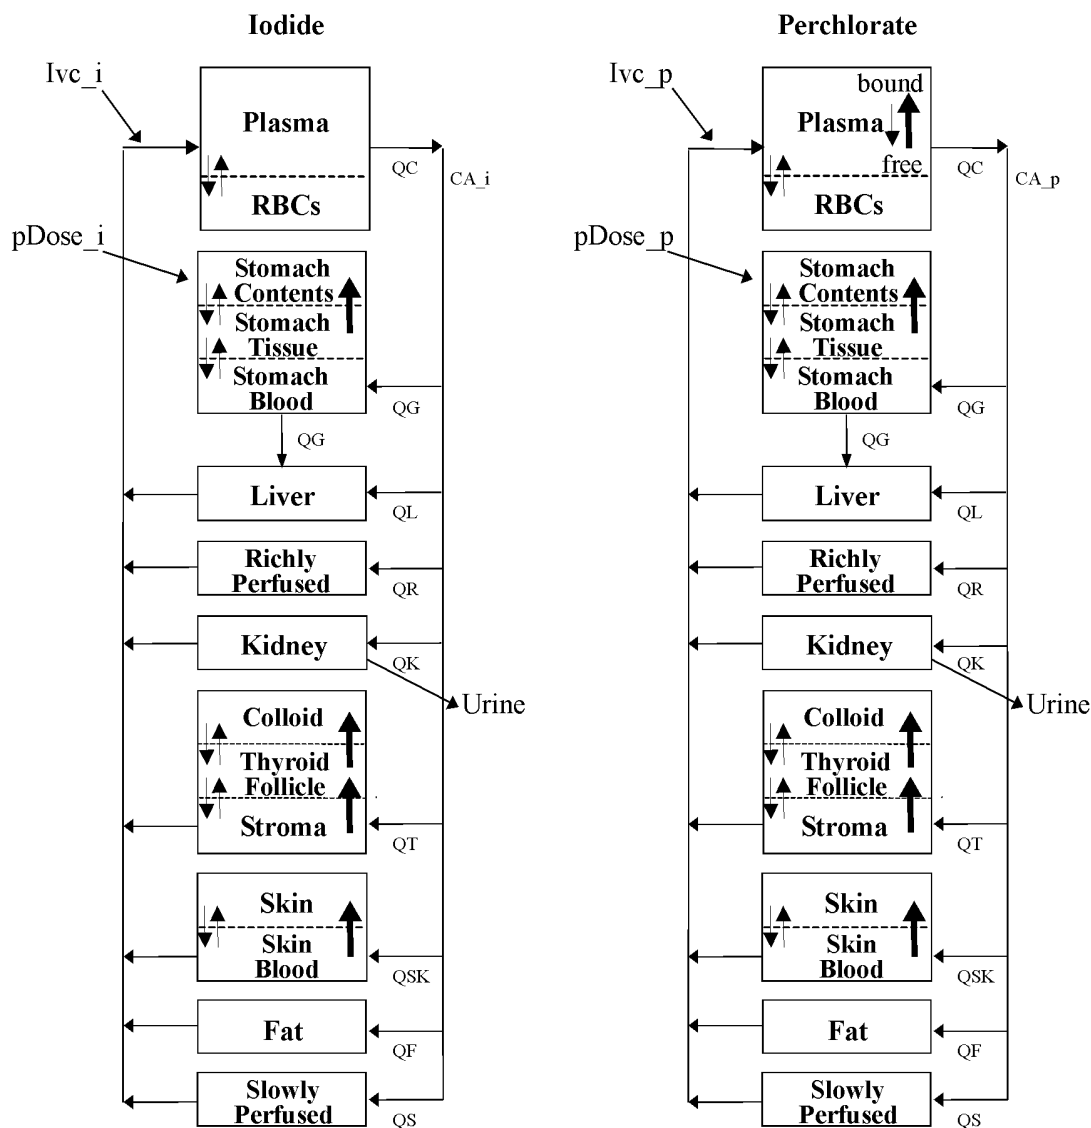 Iodide
Ivc_i
Plasma
QC
CA_i
RBCs
pDose_i
Stomach
Contents
Stomach
Tissue
Stomach
Blood
QG
QG
Liver
QL
Richly
Perfused
QR
Kidney
QK
Urine
Colloid
Thyroid
Follicle
Stroma
QT
Skin
Skin
Blood
QSK
Fat
QF
Slowly
Perfused
QS
Perchlorate
Ivc_p
bound
Plasma
free
QC
CA_p
RBCs
pDose_p
Stomach
Contents
Stomach
Tissue
Stomach
Blood
QG
QG
Liver
QL
Richly
Perfused
QR
Kidney
QK
Urine
Colloid
Thyroid
Follicle
Stroma
QT
Skin
Skin
Blood
QSK
Fat
QF
Slowly
Perfused
QS